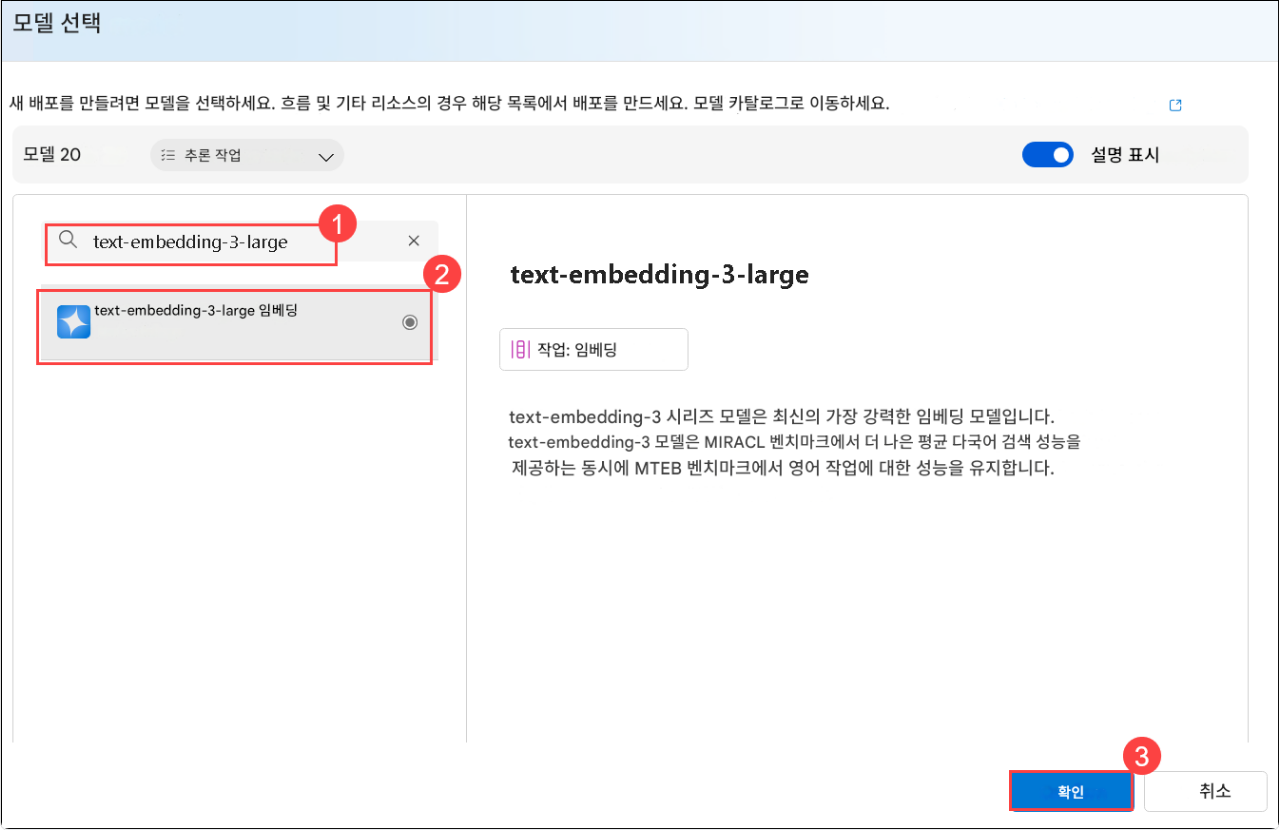 모델 선택
새 배포를 만들려면 모델을 선택하세요. 흐름 및 기타 리소스의 경우 해당 목록에서 배포를 만드세요. 모델 카탈로그로 이동하세요.
모델 20
추론 작업
설명 표시
text-embedding-3-large
1
2
text-embedding-3-large 임베딩
text-embedding-3-large
작업: 임베딩
text-embedding-3 시리즈 모델은 최신의 가장 강력한 임베딩 모델입니다.
text-embedding-3 모델은 MIRACL 벤치마크에서 더 나은 평균 다국어 검색 성능을
제공하는 동시에 MTEB 벤치마크에서 영어 작업에 대한 성능을 유지합니다.
3
확인
취소